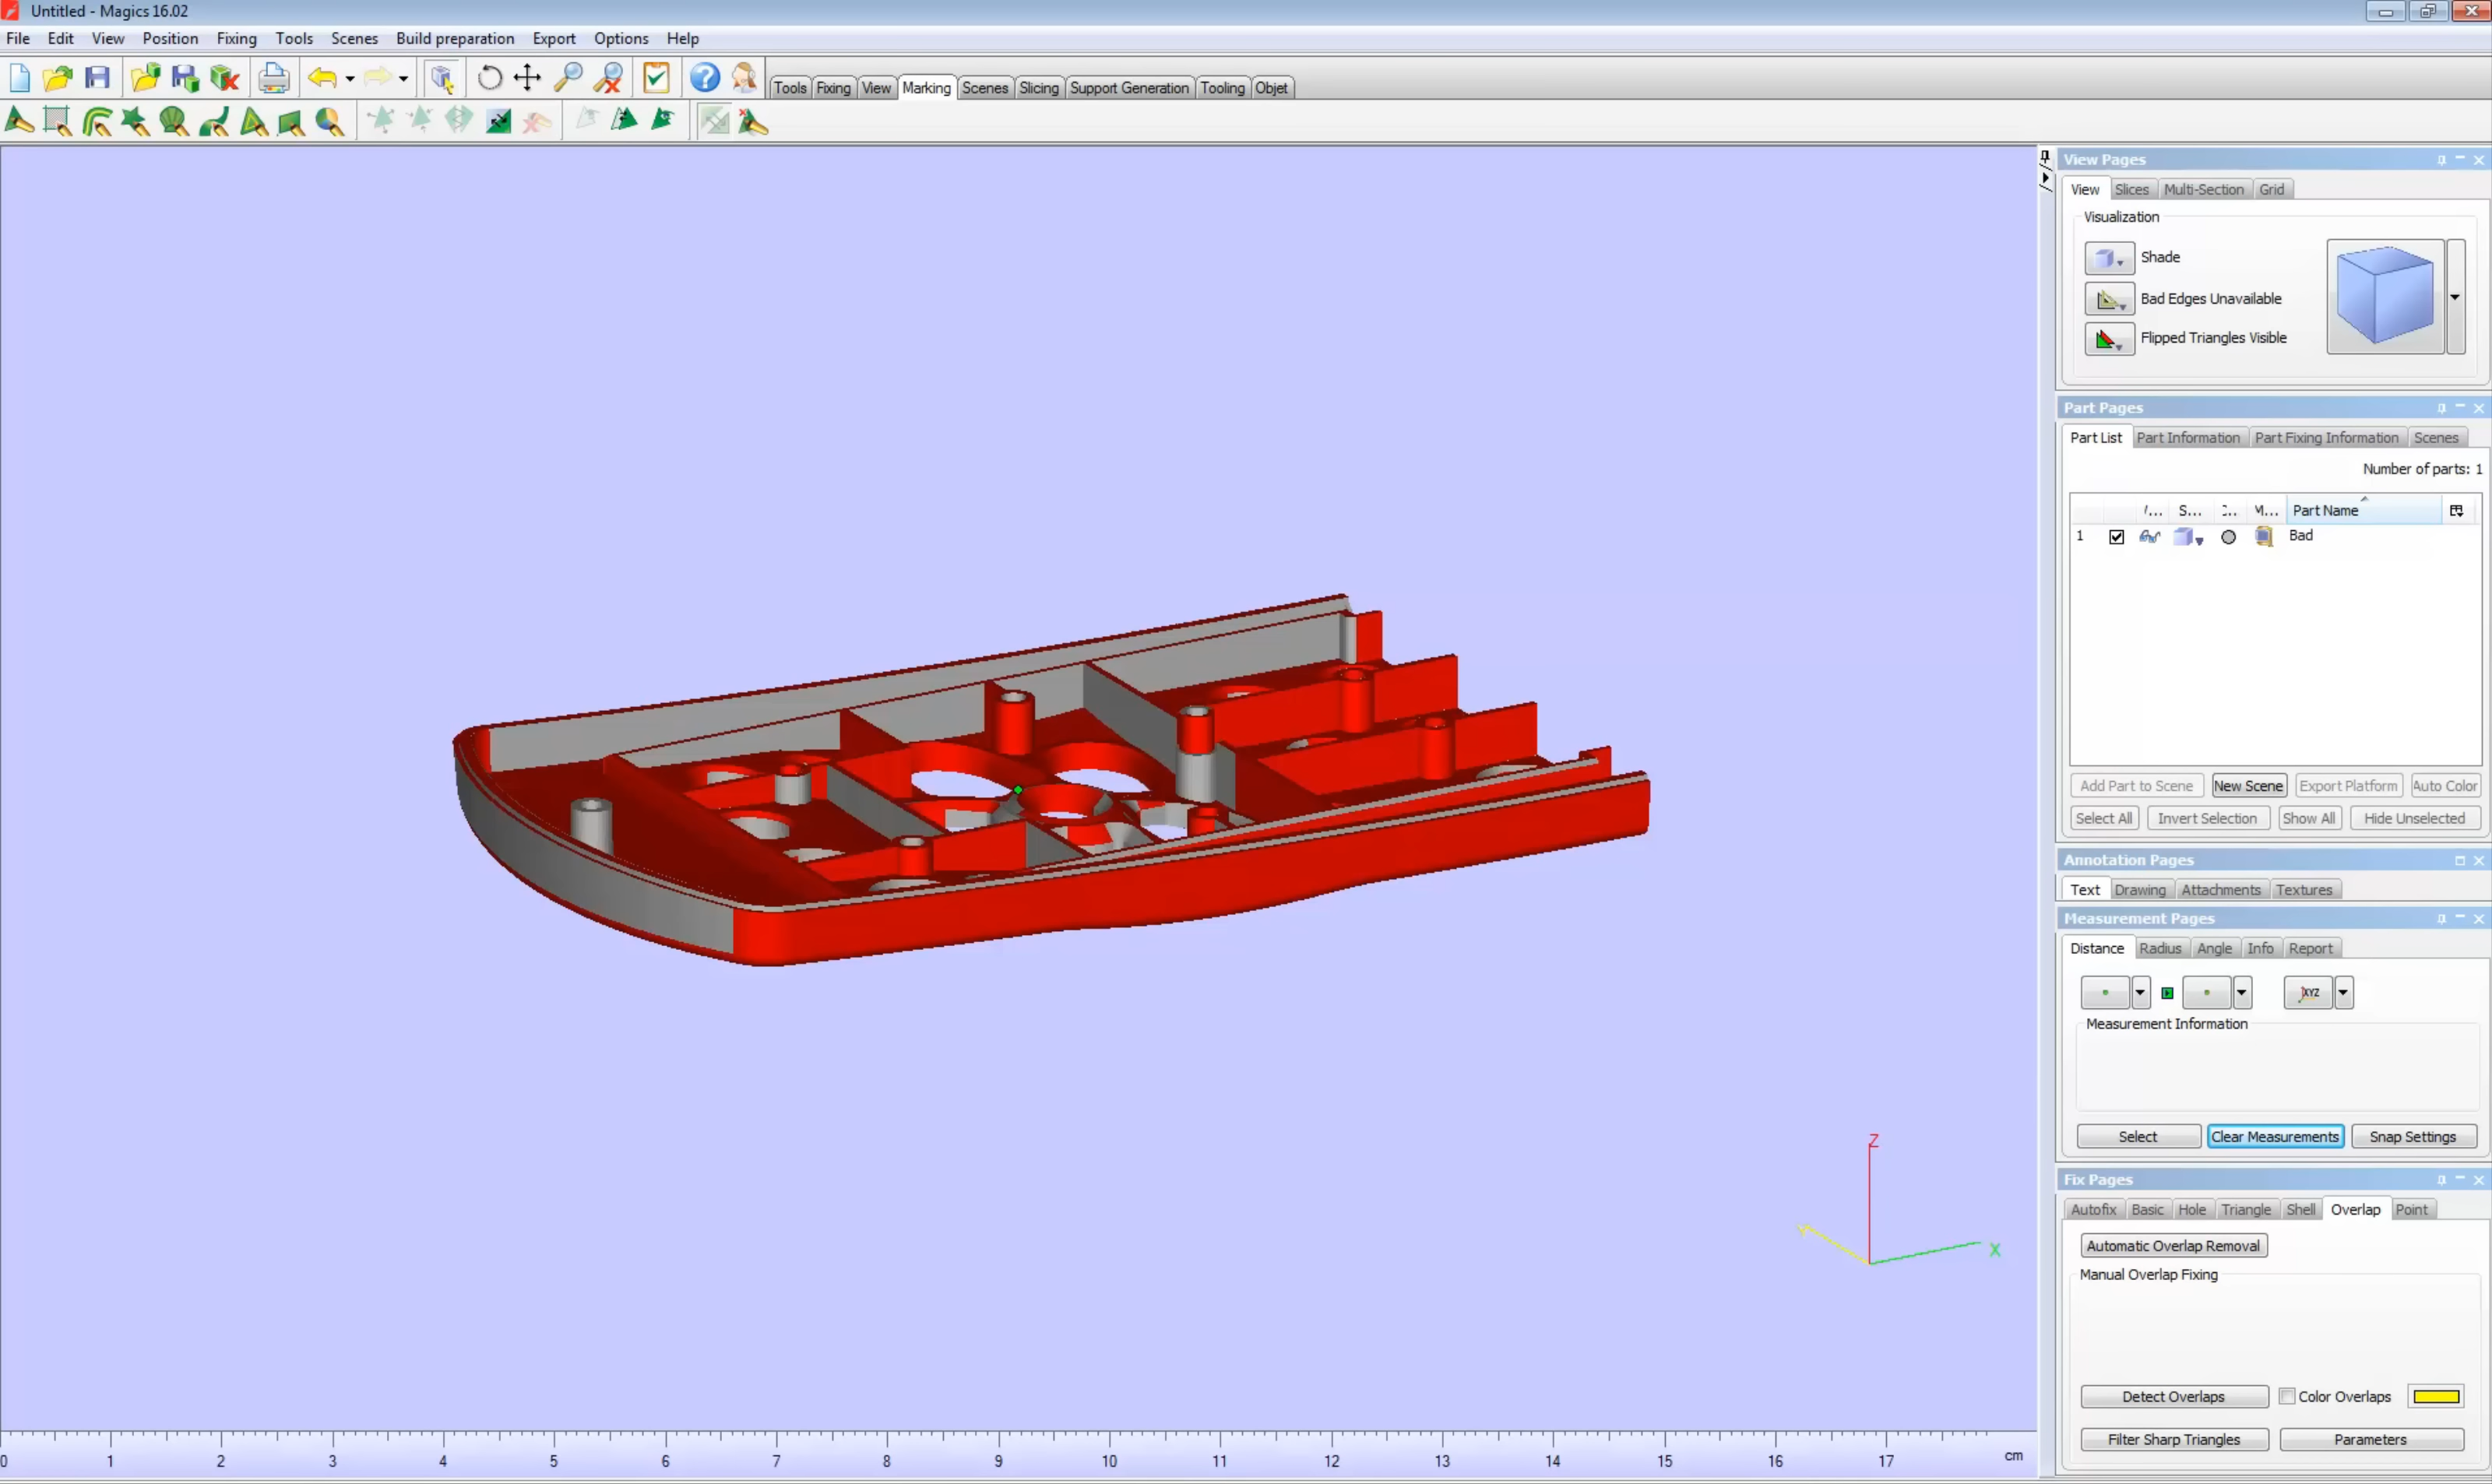 Untitled - Magics 16.02
File Edit View Position Fixing Tools Scenes Build preparation Export Options Help
Tools Fixing View Marking Scenes Slicing Support Generation Tooling Objet
View Pages
View Slices Multi-Section Grid
Visualization
Shade
Bad Edges Unavailable
Flipped Triangles Visible
Part Pages
Part List Part Information Part Fixing Information Scenes
Number of parts: 1
S... Part Name
1 Bad
Add Part to Scene New Scene Export Platform Auto Color
Select All Invert Selection Show All Hide Unselected
Annotation Pages
Text Drawing Attachments Textures
Measurement Pages
Distance Radius Angle Info Report
XYZ
Measurement Information
Select Clear Measurements Snap Settings
Z
Y
X
Fix Pages
Autofix Basic Hole Triangle Shell Overlap Point
Automatic Overlap Removal
Manual Overlap Fixing
Detect Overlaps Color Overlaps
Filter Sharp Triangles Parameters
0 1 2 3 4 5 6 7 8 9 10 11 12 13 14 15 16 17 cm